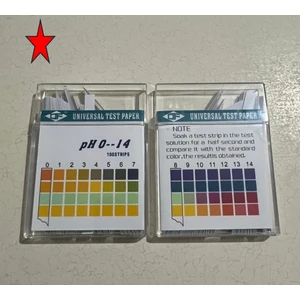 UNIVERSAL TEST PAPER
pH 0--14
100STRIPS
0 1 2 3 4 5 6 7
UNIVERSAL TEST PAPER
NOTE
Soak a test strip in the test
solution for a half second and
compare it with the standard
color,the results obtained.
6 8 9 10 11 12 13 14